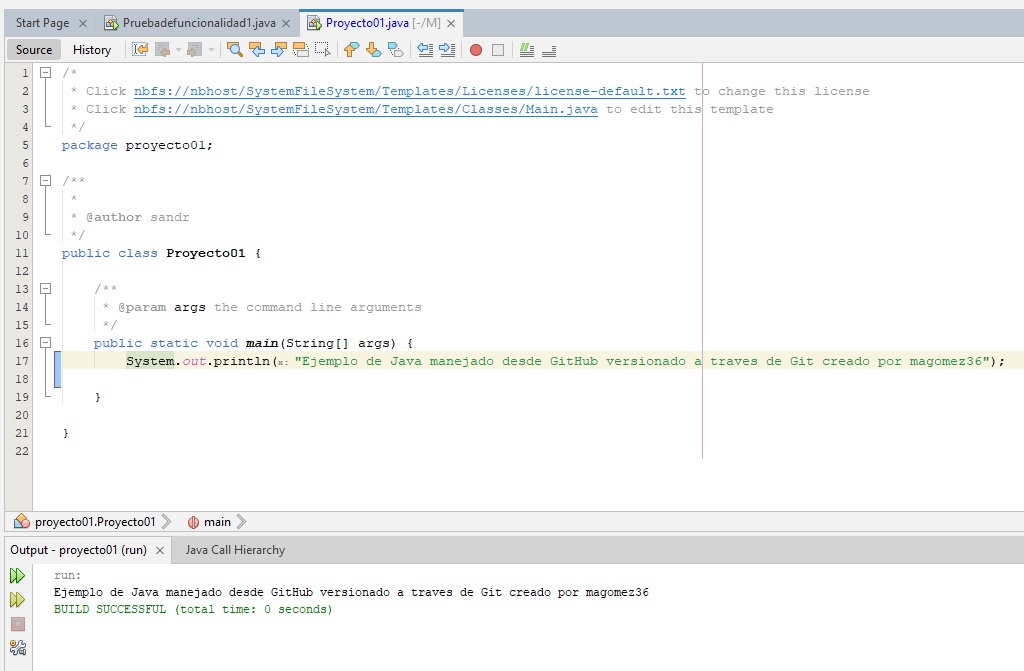 Start Page Pruebadefuncionalidad1.java Proyecto01.java [-/M]
Source History
1 /*
2 * Click nbfs://nbhost/SystemFileSystem/Templates/Licenses/license-default.txt to change this license
3 * Click nbfs://nbhost/SystemFileSystem/Templates/Classes/Main.java to edit this template
4 */
5 package proyecto01;
6
7 /**
8 *
9 * @author sandr
10 */
11 public class Proyecto01 {
12
13 /**
14 * @param args the command line arguments
15 */
16 public static void main(String[] args) {
17 System.out.println(x: "Ejemplo de Java manejado desde GitHub versionado a traves de Git creado por magomez36");
18
19 }
20
21 }
22
proyecto01.Proyecto01 main
Output - proyecto01 (run) Java Call Hierarchy
run:
Ejemplo de Java manejado desde GitHub versionado a traves de Git creado por magomez36
BUILD SUCCESSFUL (total time: 0 seconds)